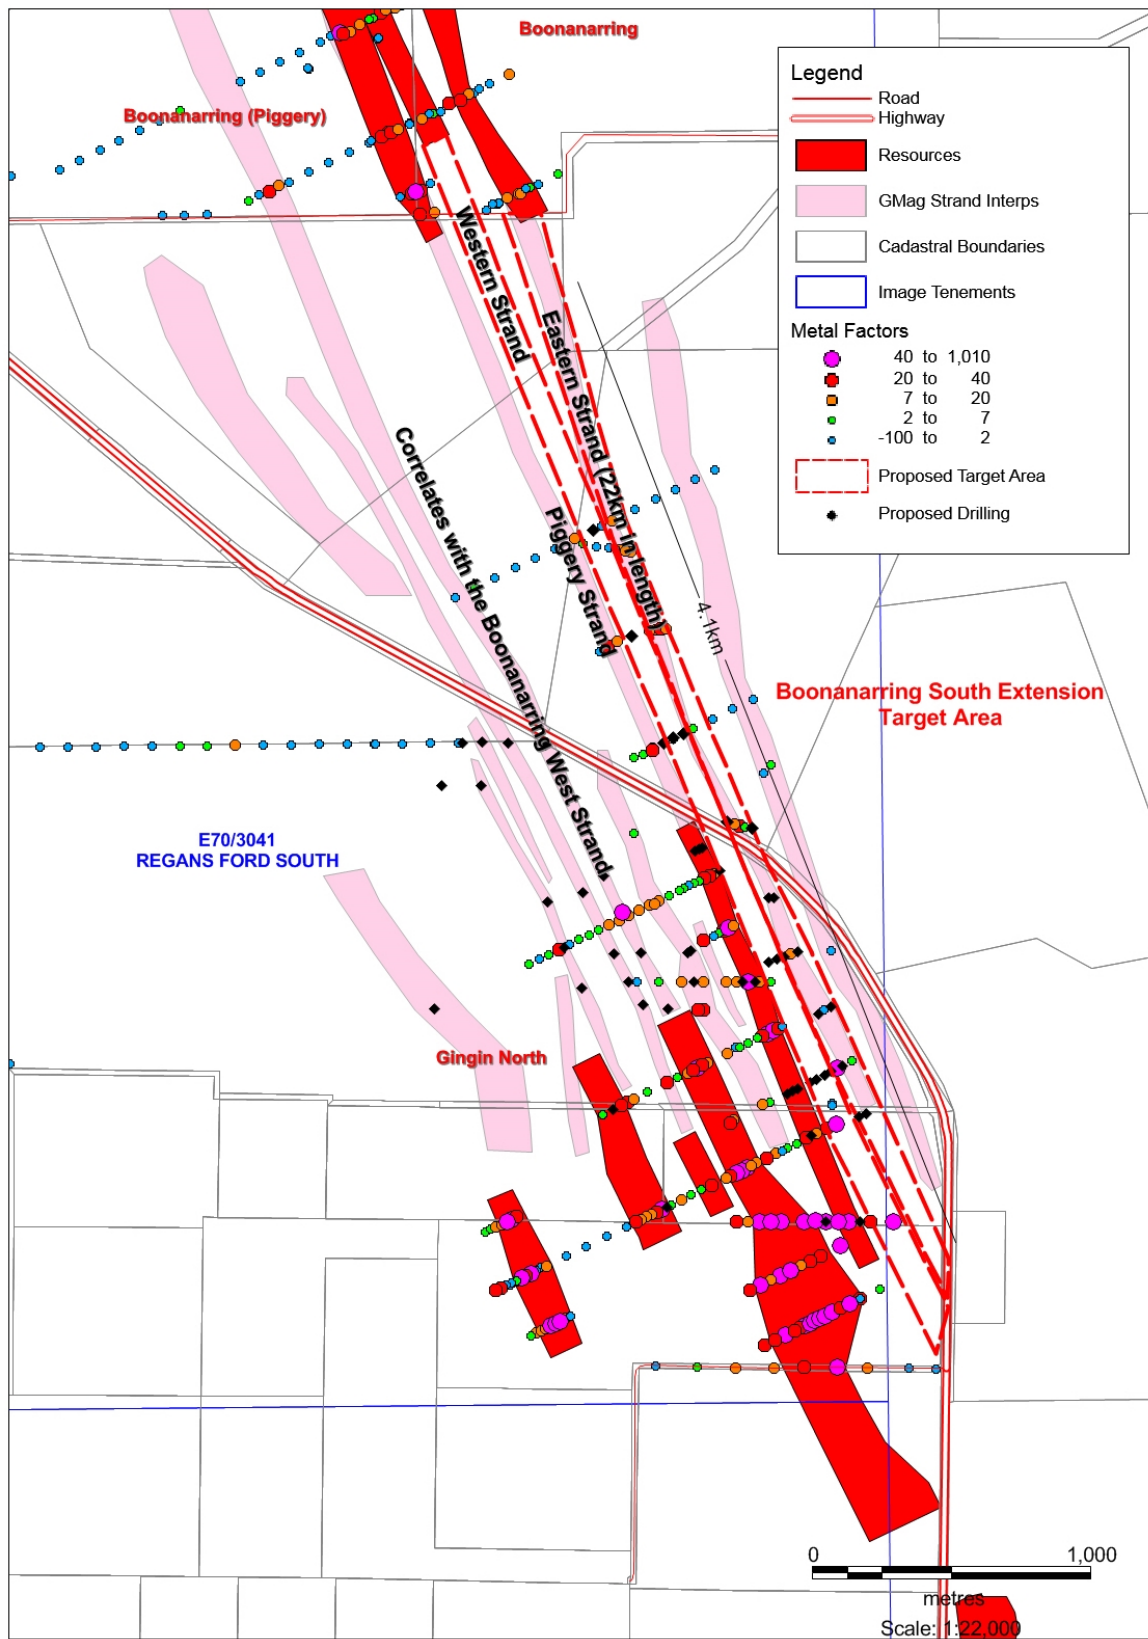 Boonanarring
Boonanarring (Piggery)
Legend
Road
Highway
Resources
GMag Strand Interps
Cadastral Boundaries
Image Tenements
Metal Factors
40 to 1,010
20 to 40
7 to 20
2 to 7
-100 to 2
Proposed Target Area
Proposed Drilling
Western Strand
Eastern Strand (22km in length)
Piggery Strand
Correlates with the Boonanarring West Strand
4.1km
Boonanarring South Extension
Target Area
E70/3041
REGANS FORD SOUTH
Gingin North
0 1,000
metres
Scale: 1:22,000